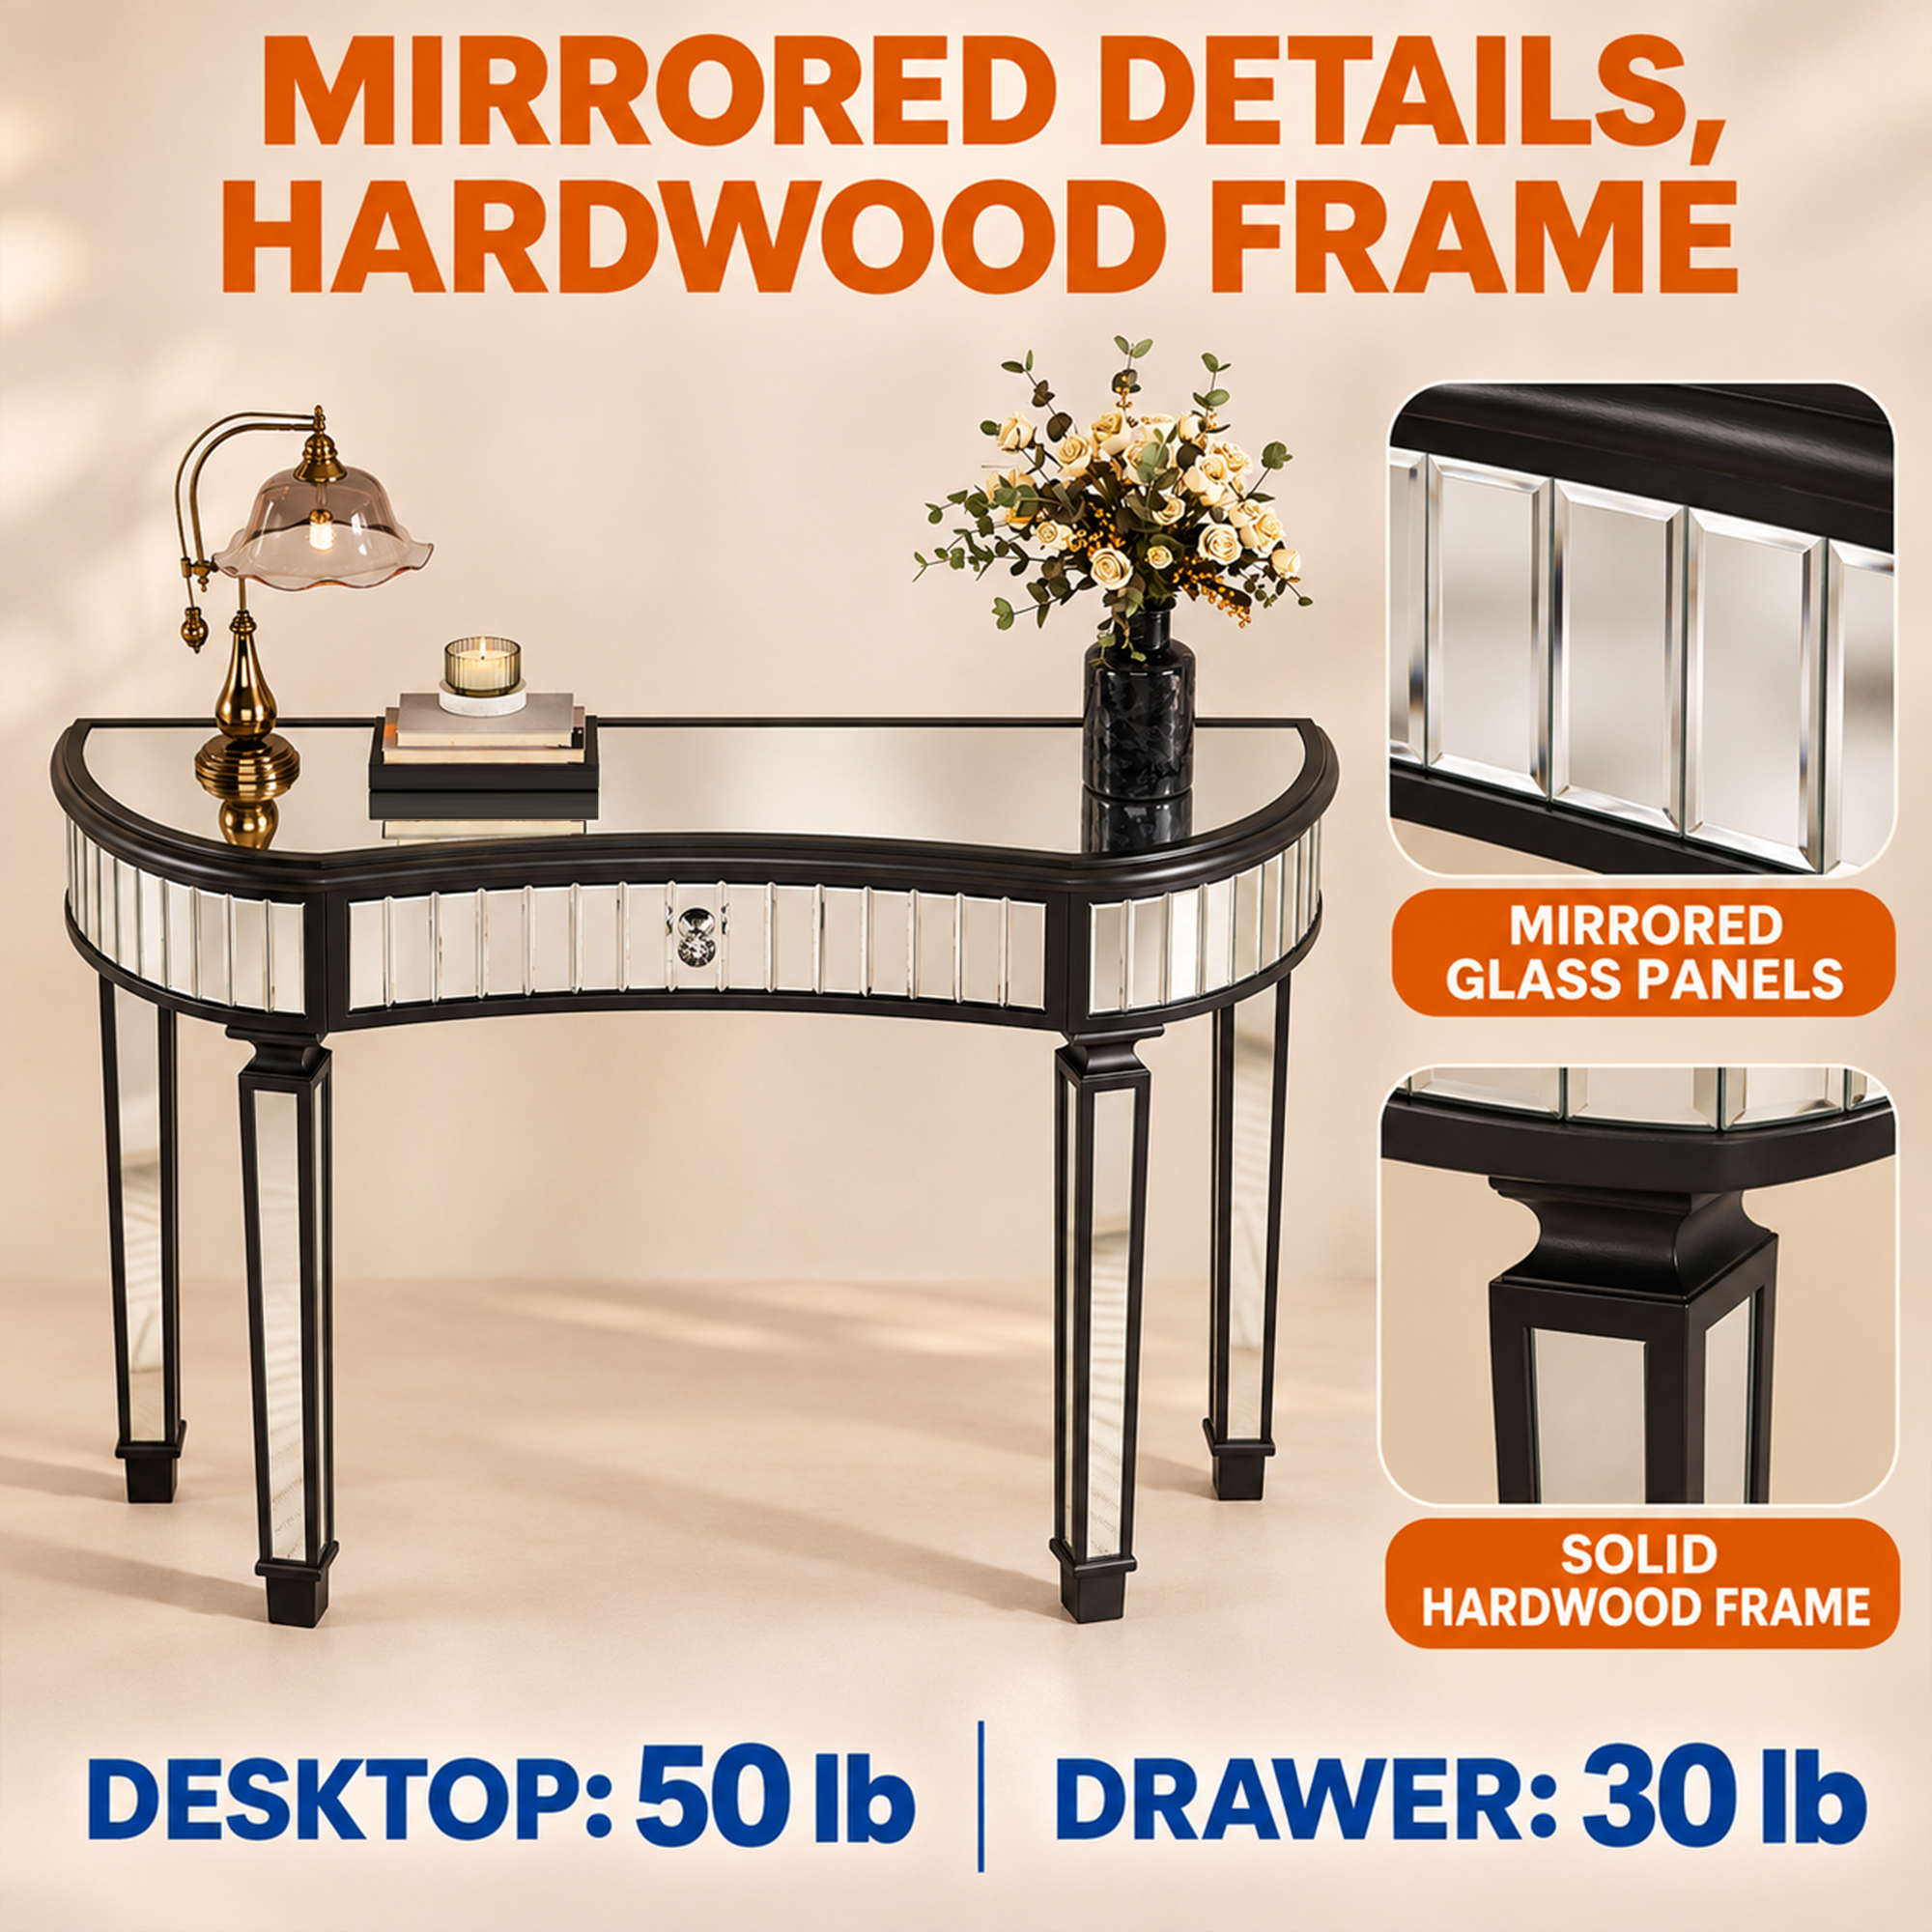 MIRRORED DETAILS,
HARDWOOD FRAME
MIRRORED
GLASS PANELS
SOLID
HARDWOOD FRAME
DESKTOP: 50 lb
DRAWER: 30 lb